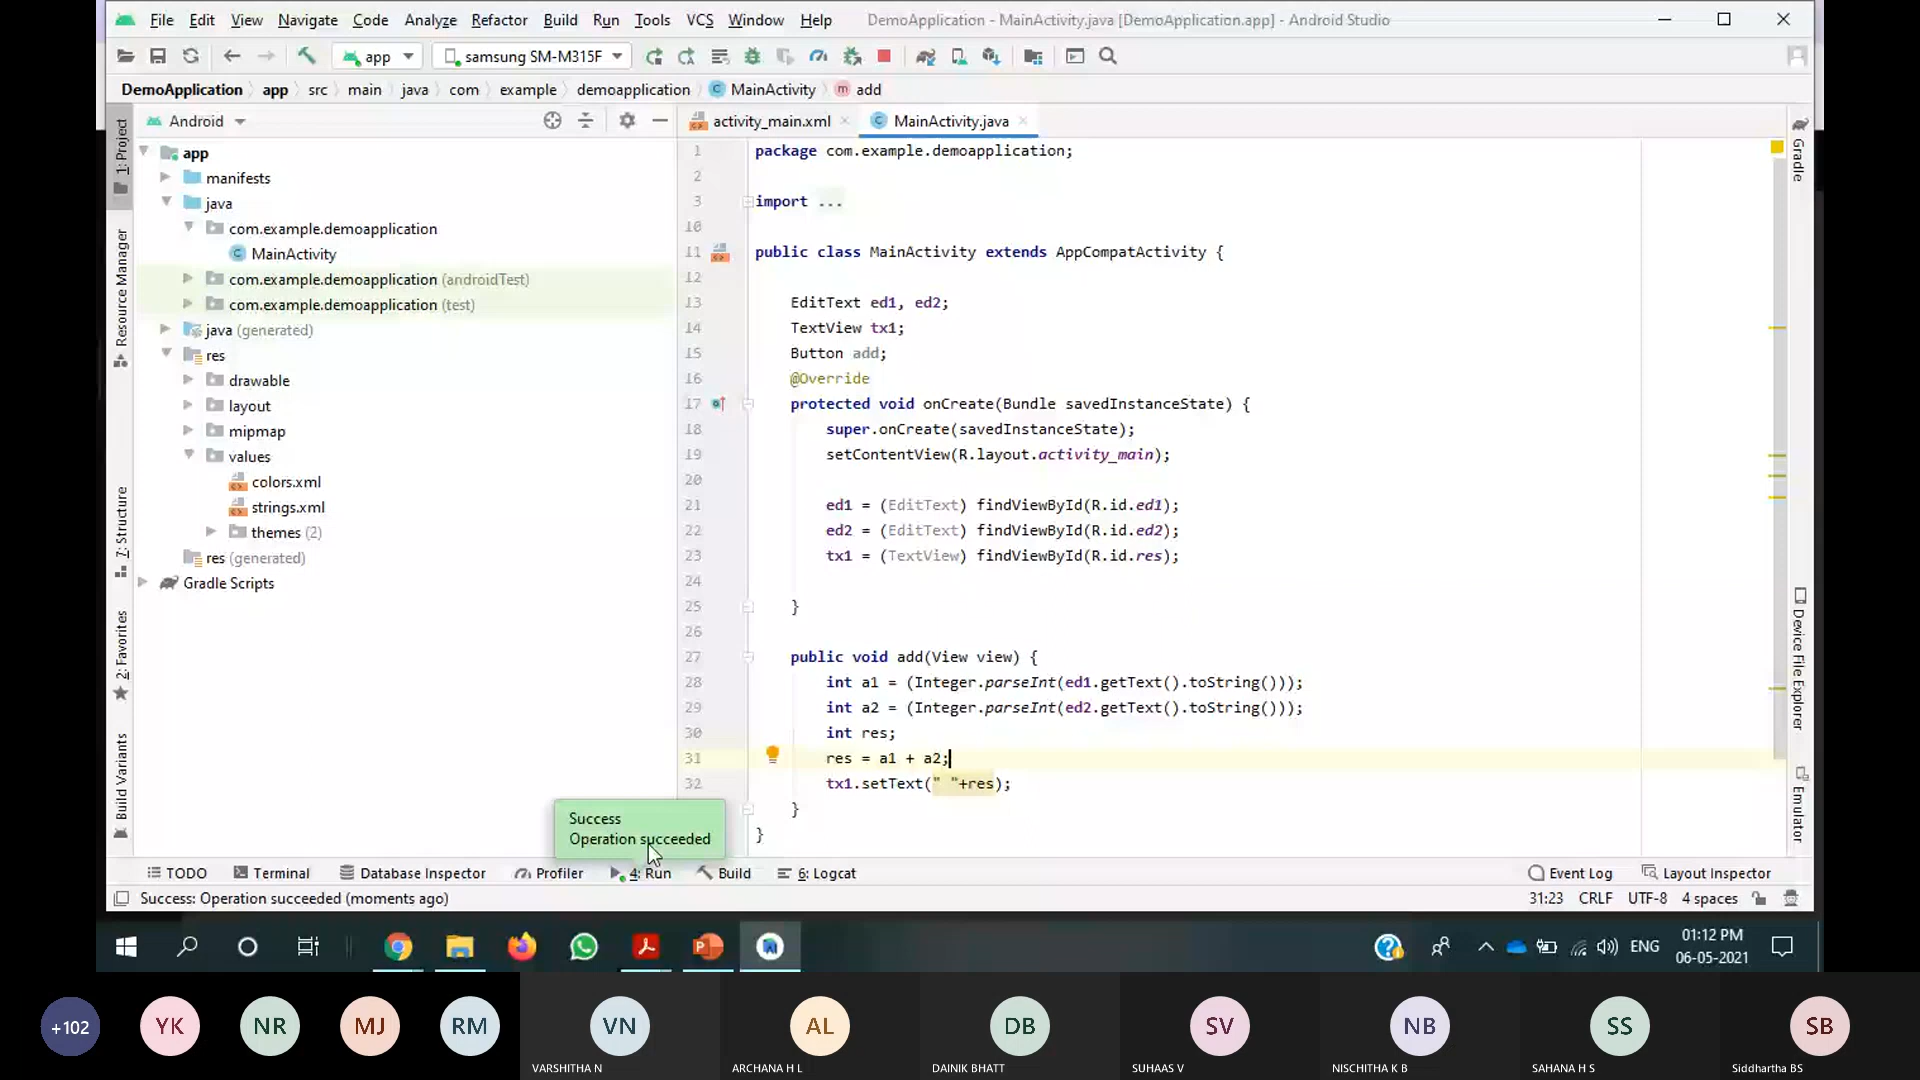 File Edit View Navigate Code Analyze Refactor Build Run Tools VCS Window Help DemoApplication - MainActivity.java [DemoApplication.app] - Android Studio
app samsung SM-M315F
DemoApplication app src main java com example demoapplication MainActivity add
1: Project
Resource Manager
7: Structure
2: Favorites
Build Variants
Android
app
manifests
java
com.example.demoapplication
MainActivity
com.example.demoapplication (androidTest)
com.example.demoapplication (test)
java (generated)
res
drawable
layout
mipmap
values
colors.xml
strings.xml
themes (2)
res (generated)
Gradle Scripts
activity_main.xml MainActivity.java
1 package com.example.demoapplication;
2
3 import ...
10
11 public class MainActivity extends AppCompatActivity {
12
13 EditText ed1, ed2;
14 TextView tx1;
15 Button add;
16 @Override
17 protected void onCreate(Bundle savedInstanceState) {
18 super.onCreate(savedInstanceState);
19 setContentView(R.layout.activity_main);
20
21 ed1 = (EditText) findViewById(R.id.ed1);
22 ed2 = (EditText) findViewById(R.id.ed2);
23 tx1 = (TextView) findViewById(R.id.res);
24
25 }
26
27 public void add(View view) {
28 int a1 = (Integer.parseInt(ed1.getText().toString()));
29 int a2 = (Integer.parseInt(ed2.getText().toString()));
30 int res;
31 res = a1 + a2;
32 tx1.setText(" "+res);
}
}
Gradle
Device File Explorer
Emulator
Success
Operation succeeded
TODO Terminal Database Inspector Profiler 4: Run Build 6: Logcat Event Log Layout Inspector
Success: Operation succeeded (moments ago) 31:23 CRLF UTF-8 4 spaces
ENG 01:12 PM
06-05-2021
+102 YK NR MJ RM VN AL DB SV NB SS SB
VARSHITHA N ARCHANA H L DAINIK BHATT SUHAAS V NISCHITHA K B SAHANA H S Siddhartha BS